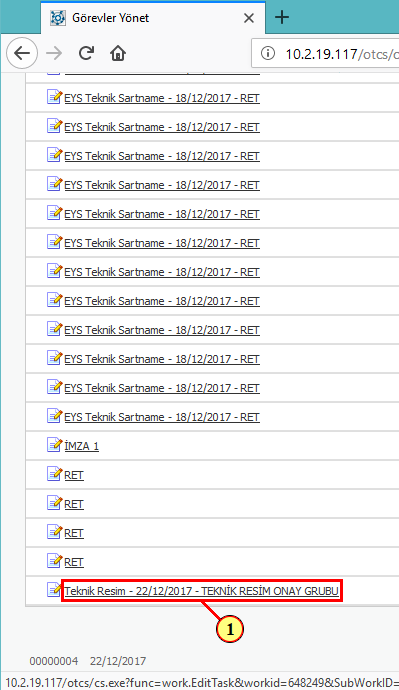 Görevler Yönet
10.2.19.117/otcs/c
EYS Teknik Sartname - 18/12/2017 - RET
EYS Teknik Sartname - 18/12/2017 - RET
EYS Teknik Sartname - 18/12/2017 - RET
EYS Teknik Sartname - 18/12/2017 - RET
EYS Teknik Sartname - 18/12/2017 - RET
EYS Teknik Sartname - 18/12/2017 - RET
EYS Teknik Sartname - 18/12/2017 - RET
EYS Teknik Sartname - 18/12/2017 - RET
EYS Teknik Sartname - 18/12/2017 - RET
EYS Teknik Sartname - 18/12/2017 - RET
EYS Teknik Sartname - 18/12/2017 - RET
EYS Teknik Sartname - 18/12/2017 - RET
İMZA 1
RET
RET
RET
RET
Teknik Resim - 22/12/2017 - TEKNİK RESİM ONAY GRUBU
1
00000004 22/12/2017
10.2.19.117/otcs/cs.exe?func=work.EditTask&workid=648249&SubWorkID=